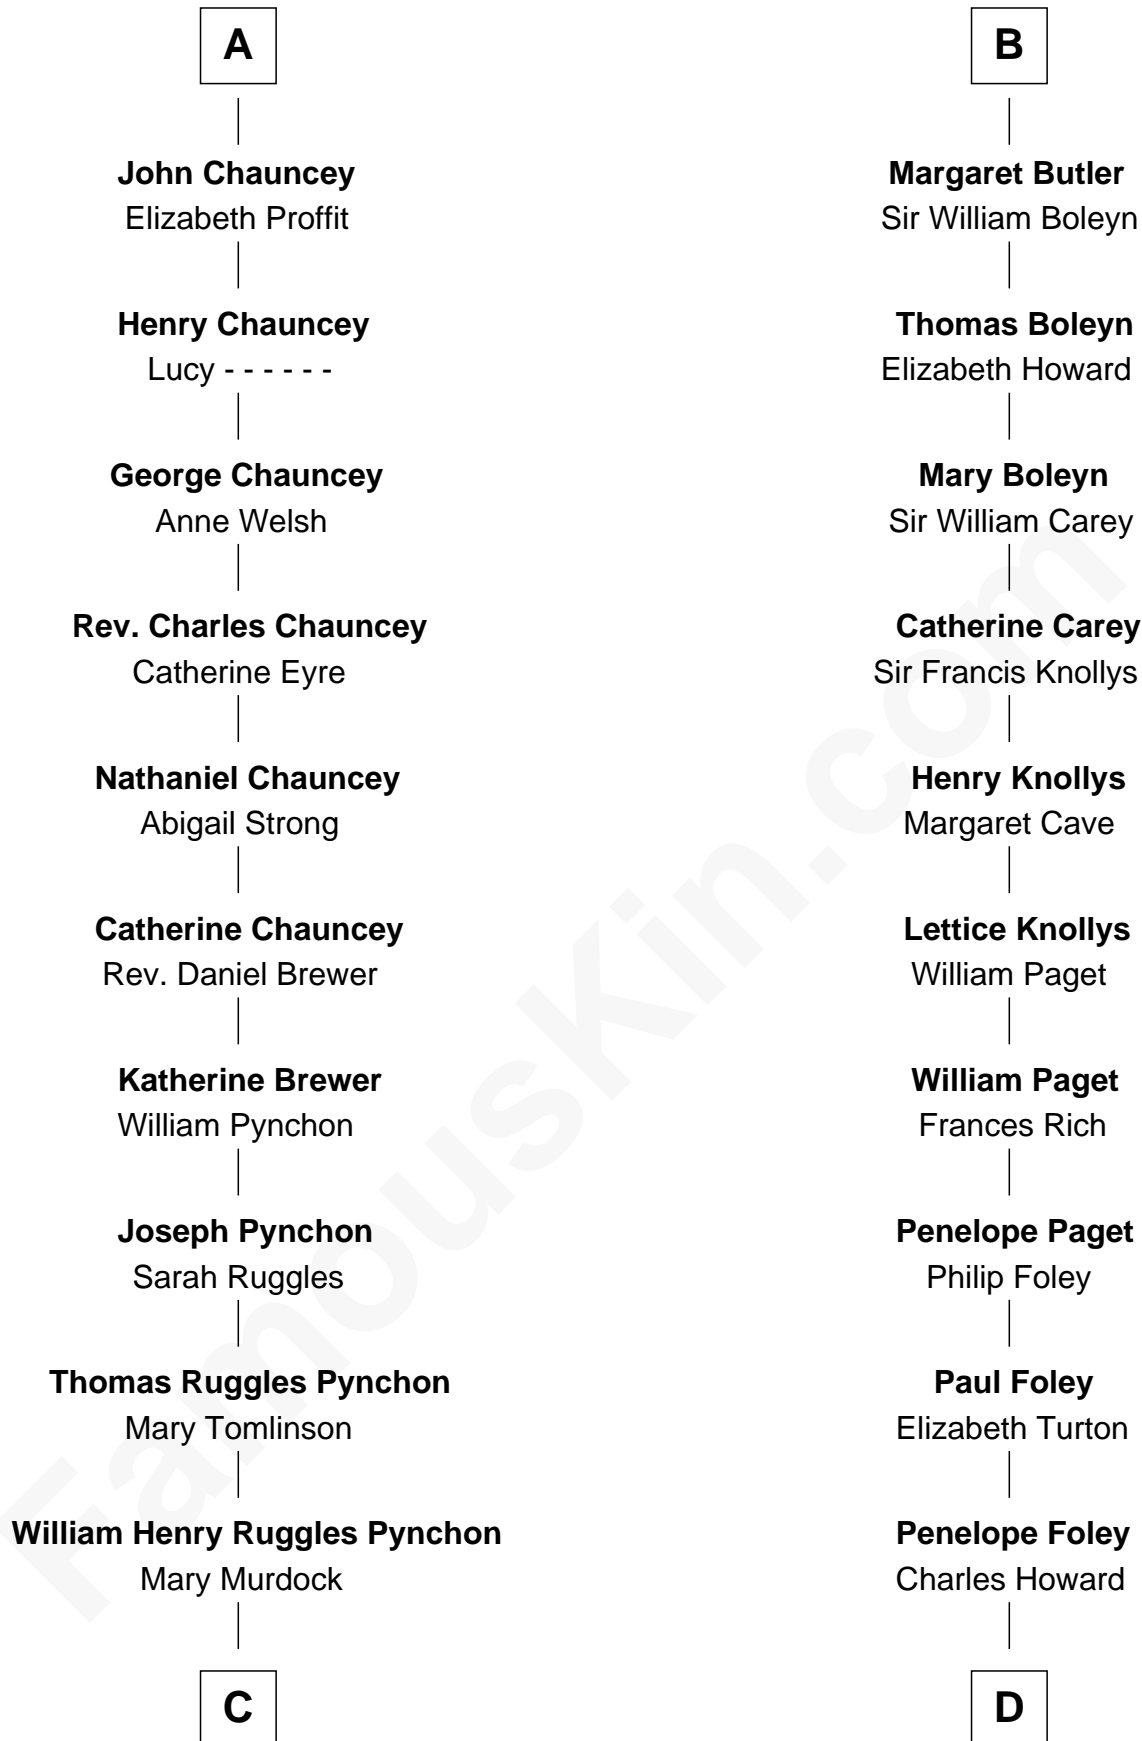 A
John Chauncey
Elizabeth Proffit
Henry Chauncey
Lucy - - - - - -
George Chauncey
Anne Welsh
Rev. Charles Chauncey
Catherine Eyre
Nathaniel Chauncey
Abigail Strong
Catherine Chauncey
Rev. Daniel Brewer
Katherine Brewer
William Pynchon
Joseph Pynchon
Sarah Ruggles
Thomas Ruggles Pynchon
Mary Tomlinson
William Henry Ruggles Pynchon
Mary Murdock
C
B
Margaret Butler
Sir William Boleyn
Thomas Boleyn
Elizabeth Howard
Mary Boleyn
Sir William Carey
Catherine Carey
Sir Francis Knollys
Henry Knollys
Margaret Cave
Lettice Knollys
William Paget
William Paget
Frances Rich
Penelope Paget
Philip Foley
Paul Foley
Elizabeth Turton
Penelope Foley
Charles Howard
D
FamousKin.com